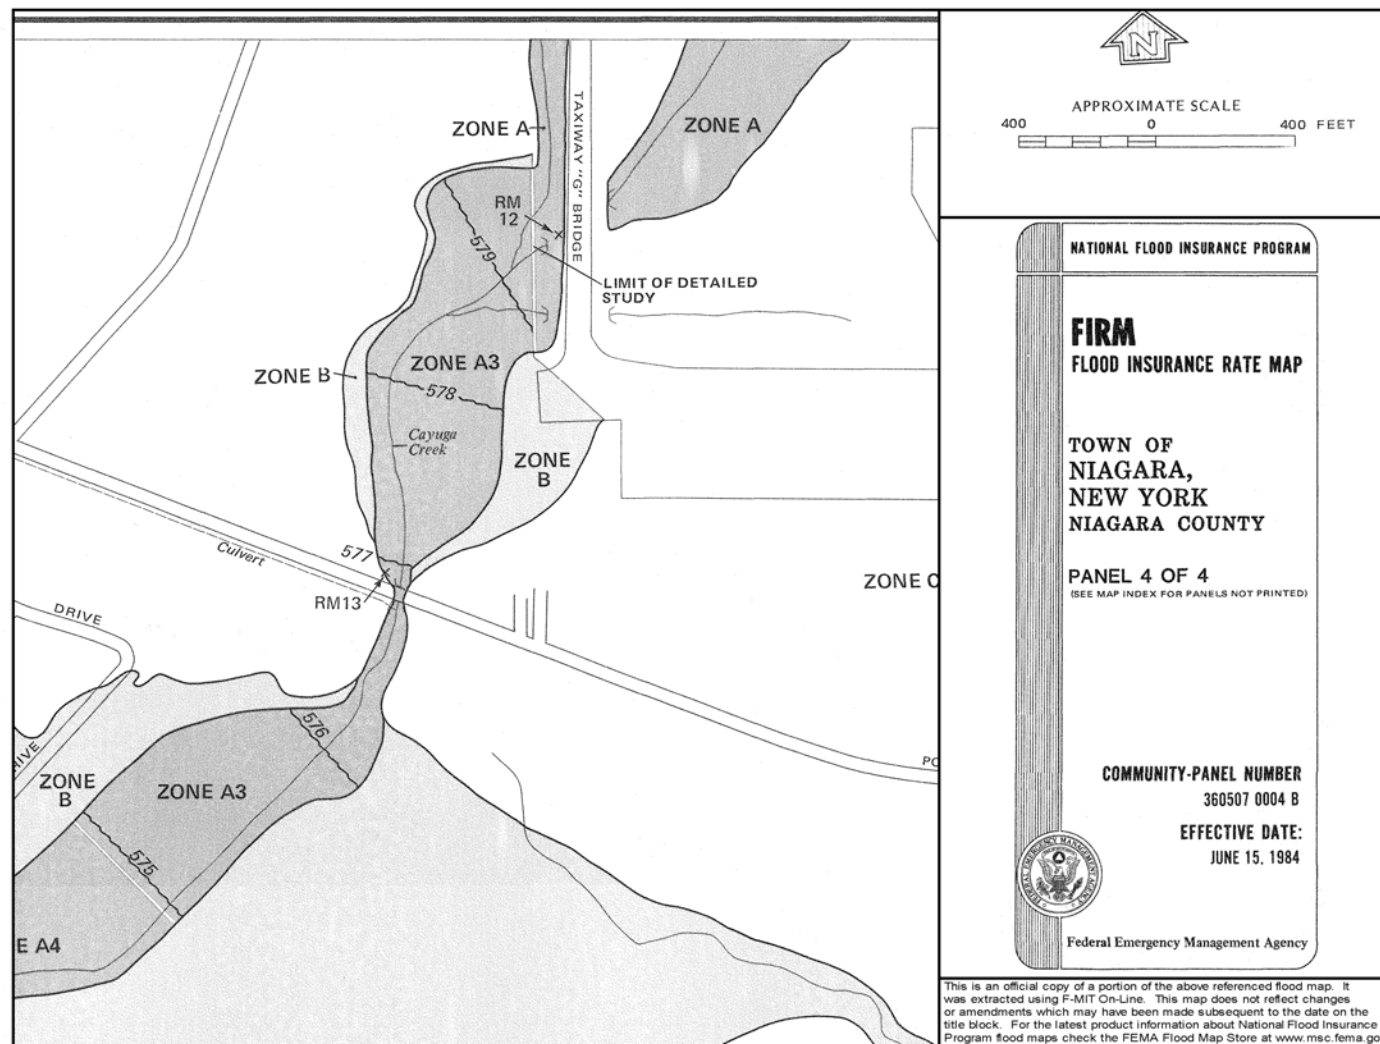 ZONE A
TAXIWAY "G" BRIDGE
ZONE A
RM
12
579
LIMIT OF DETAILED
STUDY
ZONE A3
ZONE B
578
Cayuga
Creek
ZONE
B
577
Culvert
RM13
ZONE C
DRIVE
576
ZONE
B
ZONE A3
575
E A4
N
APPROXIMATE SCALE
400 0 400 FEET
NATIONAL FLOOD INSURANCE PROGRAM
FIRM
FLOOD INSURANCE RATE MAP
TOWN OF
NIAGARA,
NEW YORK
NIAGARA COUNTY
PANEL 4 OF 4
(SEE MAP INDEX FOR PANELS NOT PRINTED)
COMMUNITY-PANEL NUMBER
360507 0004 B
EFFECTIVE DATE:
JUNE 15, 1984
FEDERAL EMERGENCY MANAGEMENT AGENCY
Federal Emergency Management Agency
This is an official copy of a portion of the above referenced flood map. It
was extracted using F-MIT On-Line. This map does not reflect changes
or amendments which may have been made subsequent to the date on the
title block. For the latest product information about National Flood Insurance
Program flood maps check the FEMA Flood Map Store at www.msc.fema.go